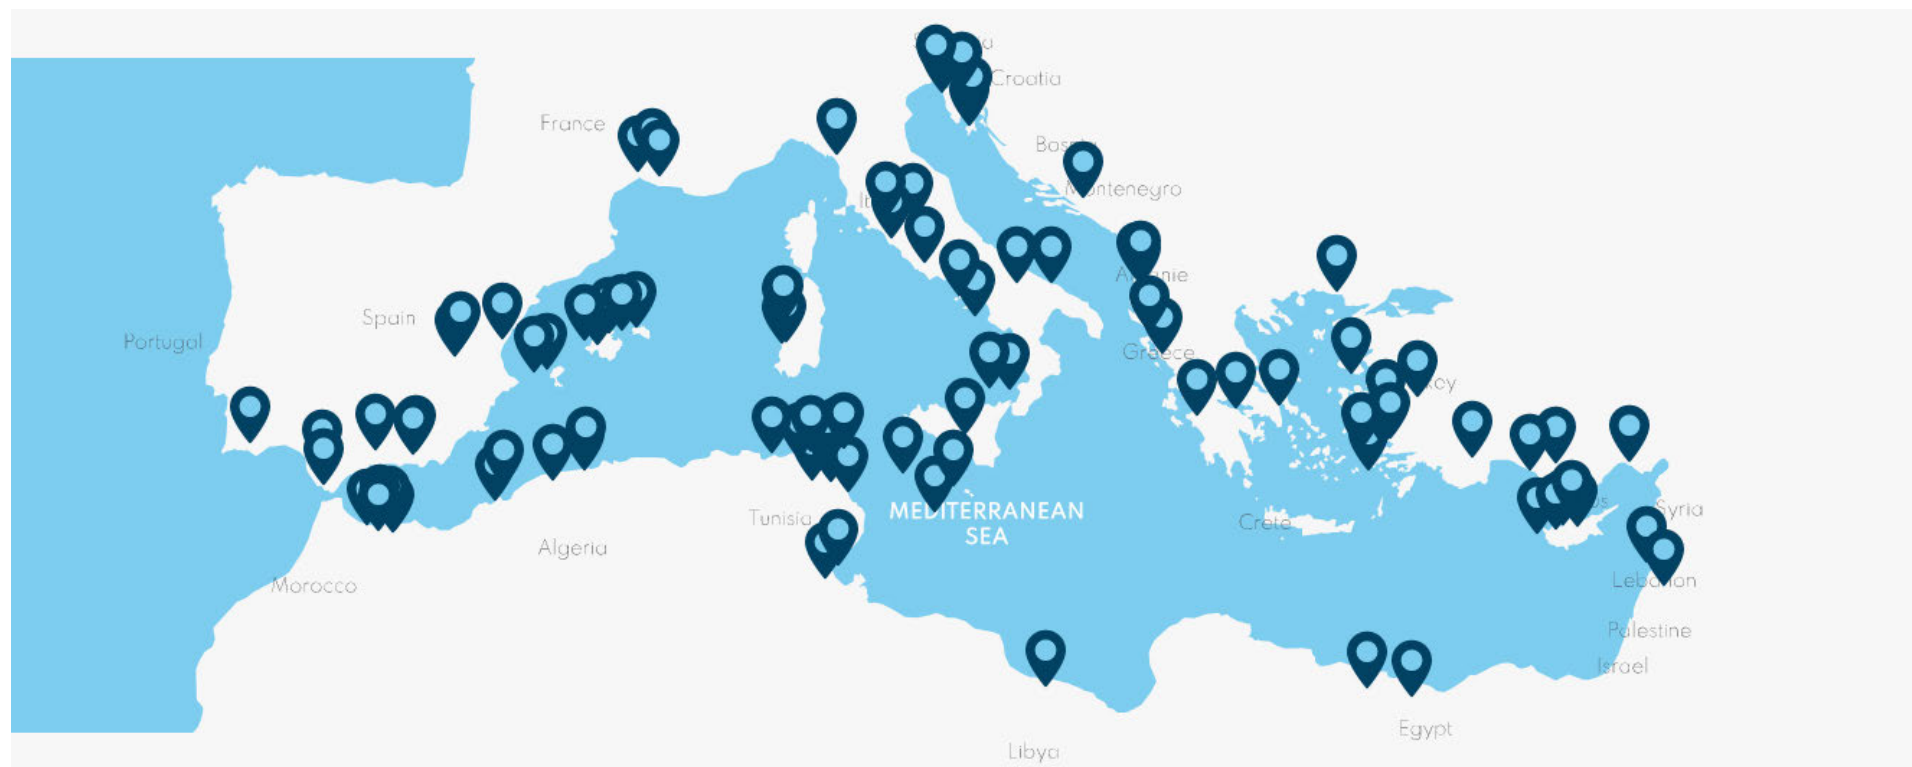 Croatia
France
Montenegro
Spain
Portugal
Greece
MEDITERRANEAN
SEA
Tunisia
Crete
Syria
Algeria
Morocco
Lebanon
Palestine
Israel
Egypt
Libya